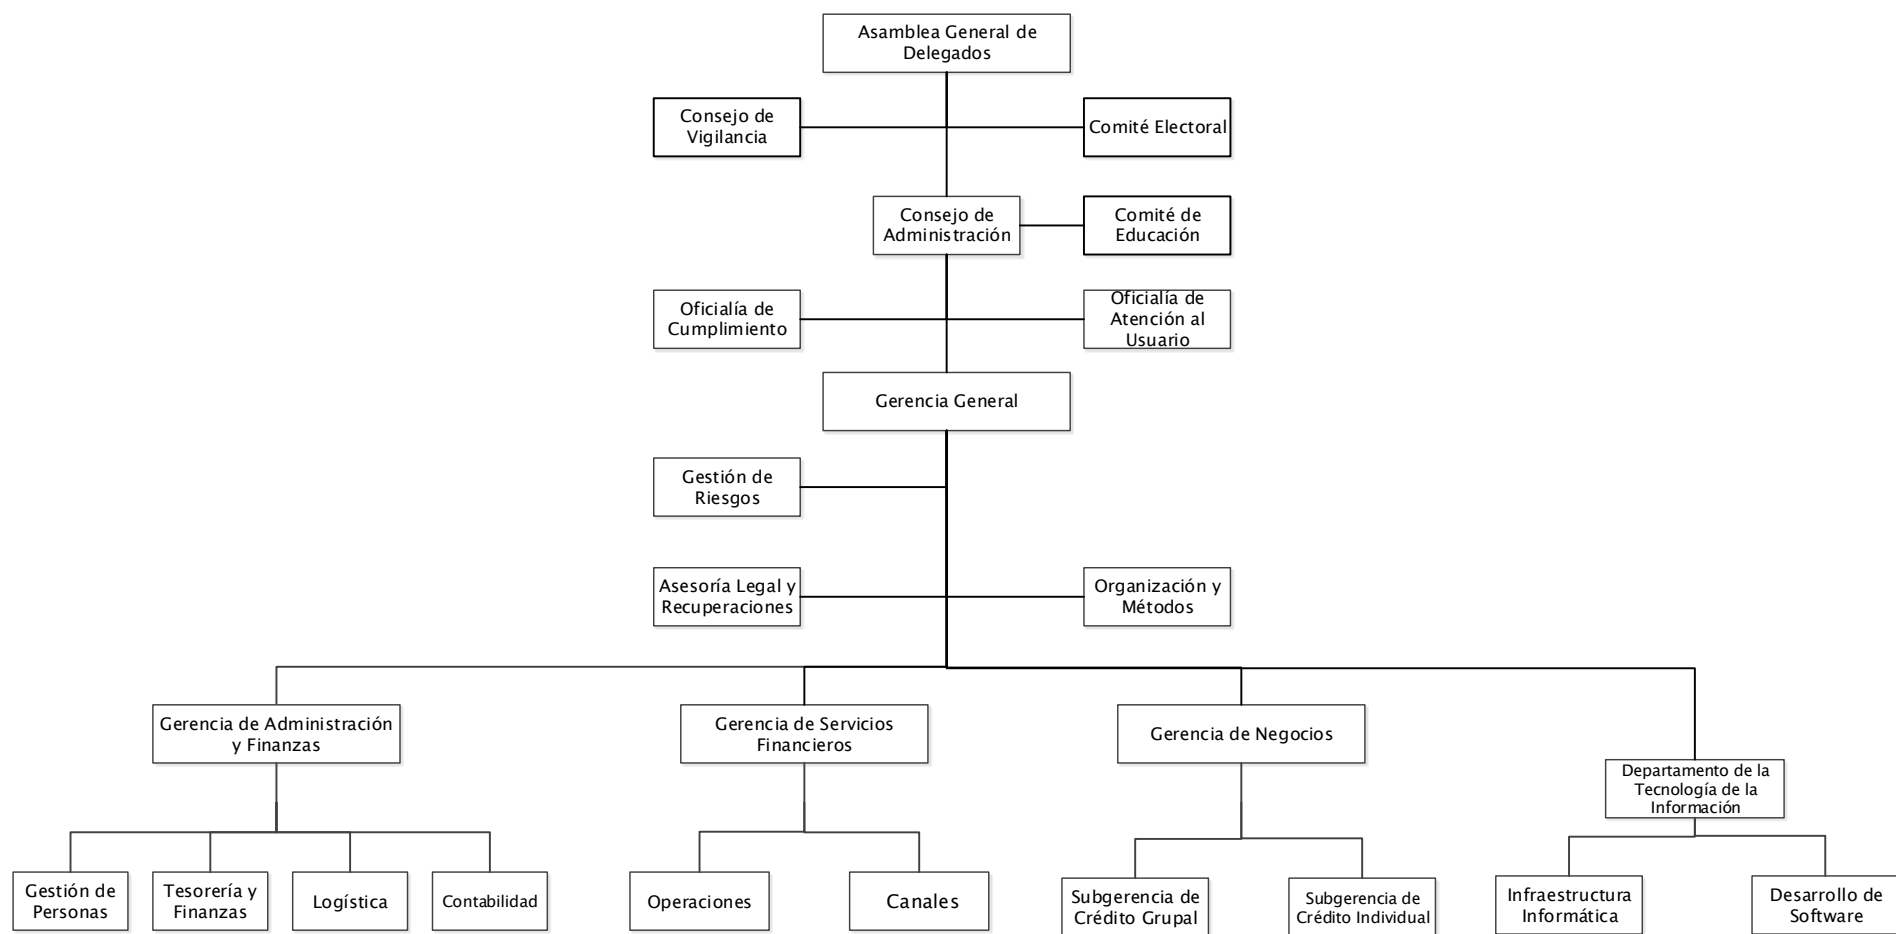 Asamblea General de
Delegados
Consejo de
Vigilancia
Comité Electoral
Consejo de
Administración
Comité de
Educación
Oficialía de
Cumplimiento
Oficialía de
Atención al
Usuario
Gerencia General
Gestión de
Riesgos
Asesoría Legal y
Recuperaciones
Organización y
Métodos
Gerencia de Administración
y Finanzas
Gerencia de Servicios
Financieros
Gerencia de Negocios
Departamento de la
Tecnología de la
Información
Gestión de
Personas
Tesorería y
Finanzas
Logística
Contabilidad
Operaciones
Canales
Subgerencia de
Crédito Grupal
Subgerencia de
Crédito Individual
Infraestructura
Informática
Desarrollo de
Software